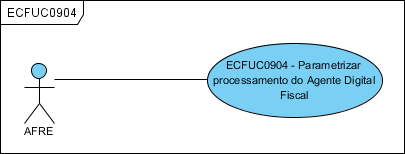 ECFUC0904
ECFUC0904 - Parametrizar
processamento do Agente Digital
Fiscal
AFRE